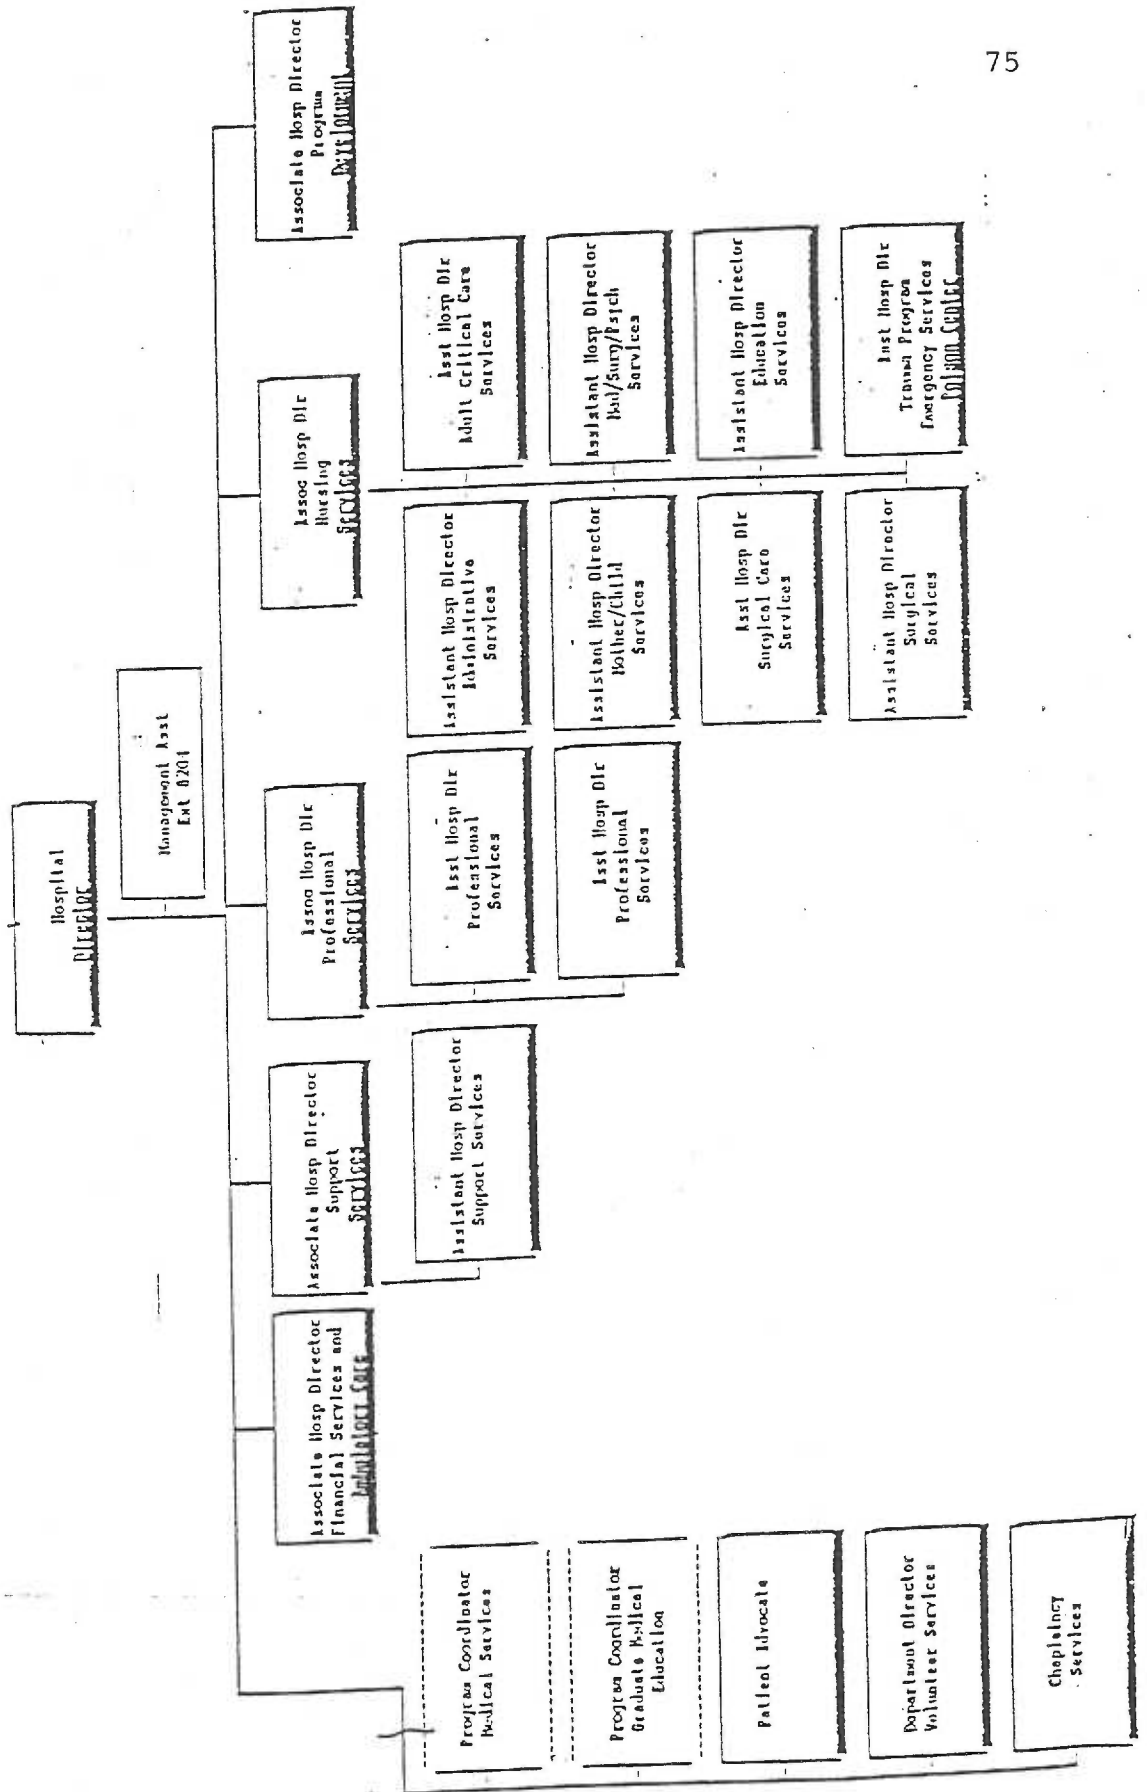 75
Hospital
Director
Management Asst
Ext 8201
Associate Hosp Director
Financial Services and
Ambulatory Care
Associate Hosp Director
Support
Services
Assoc Hosp Dir
Professional
Services
Assoc Hosp Dir
Nursing
Services
Associate Hosp Director
Program
Development
Program Coordinator
Medical Services
Program Coordinator
Graduate Medical
Education
Patient Advocate
Department Director
Volunteer Services
Chaplaincy
Services
Assistant Hosp Director
Support Services
Asst Hosp Dir
Professional
Services
Asst Hosp Dir
Professional
Services
Assistant Hosp Director
Administrative
Services
Assistant Hosp Director
Mother/Child
Services
Asst Hosp Dir
Surgical Care
Services
Assistant Hosp Director
Surgical
Services
Asst Hosp Dir
Adult Critical Care
Services
Assistant Hosp Director
Med/Surg/Psych
Services
Assistant Hosp Director
Education
Services
Asst Hosp Dir
Trauma Program
Emergency Services
Poison Center